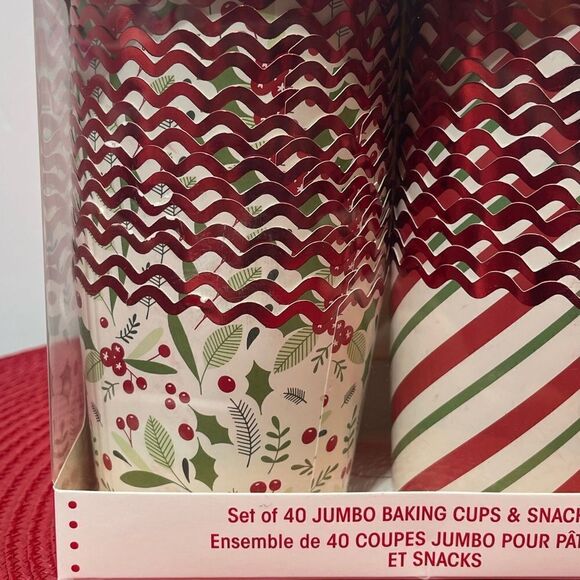 Set of 40 JUMBO BAKING CUPS & SNACK
Ensemble de 40 COUPES JUMBO POUR PÂT
ET SNACKS